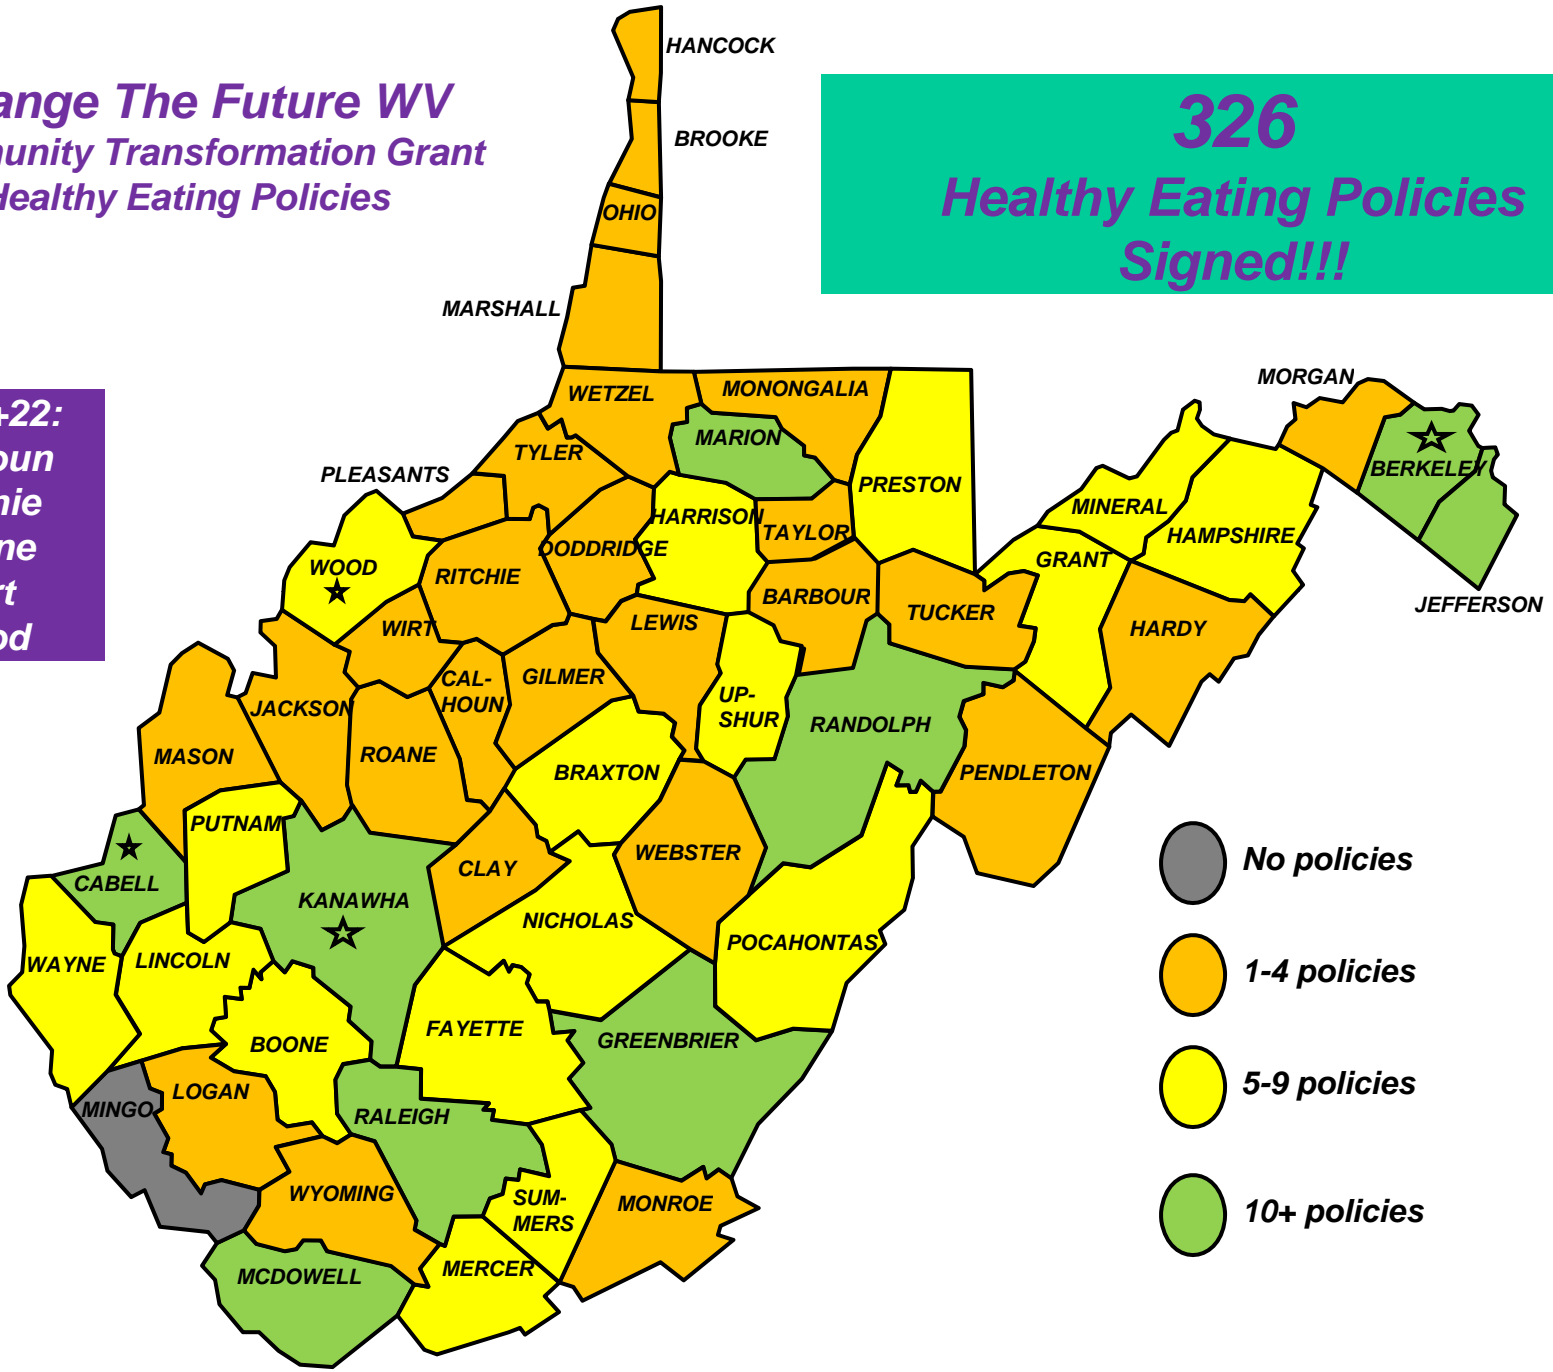 ange The Future WV
unity Transformation Grant
Healthy Eating Policies
326
Healthy Eating Policies
Signed!!!
+22:
oun
nie
ne
rt
od
HANCOCK
BROOKE
OHIO
MARSHALL
WETZEL
MONONGALIA
MORGAN
MARION
TYLER
BERKELEY
PLEASANTS
PRESTON
MINERAL
HARRISON
TAYLOR
HAMPSHIRE
DODDRIDGE
GRANT
WOOD
RITCHIE
BARBOUR
TUCKER
JEFFERSON
WIRT
LEWIS
HARDY
GILMER
CAL-
HOUN
UP-
SHUR
JACKSON
RANDOLPH
MASON
ROANE
BRAXTON
PENDLETON
PUTNAM
WEBSTER
No policies
CLAY
CABELL
KANAWHA
NICHOLAS
POCAHONTAS
WAYNE
LINCOLN
1-4 policies
FAYETTE
GREENBRIER
BOONE
5-9 policies
LOGAN
MINGO
RALEIGH
WYOMING
SUM-
MERS
MONROE
10+ policies
MERCER
MCDOWELL